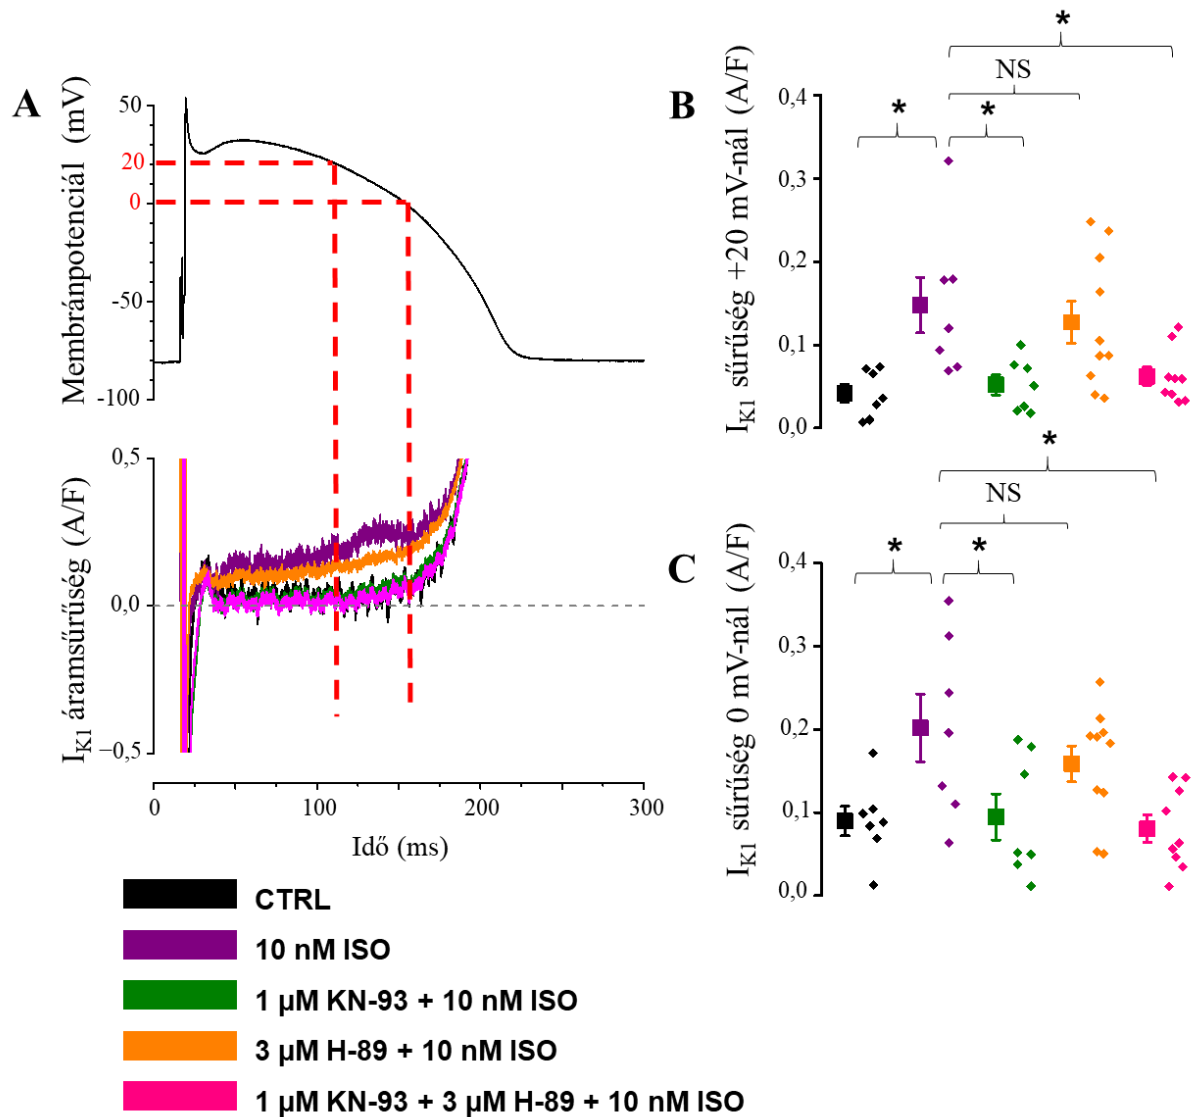 A
Membránpotenciál (mV)
50
20
0
-50
-100
I_K1 áramsűrűség (A/F)
0,5
0,0
−0,5
0
100
200
300
Idő (ms)
B
I_K1 sűrűség +20 mV-nál (A/F)
0,4
0,3
0,2
0,1
0,0
*
NS
*
*
C
I_K1 sűrűség 0 mV-nál (A/F)
0,4
0,3
0,2
0,1
0,0
*
NS
*
*
CTRL
10 nM ISO
1 µM KN-93 + 10 nM ISO
3 µM H-89 + 10 nM ISO
1 µM KN-93 + 3 µM H-89 + 10 nM ISO